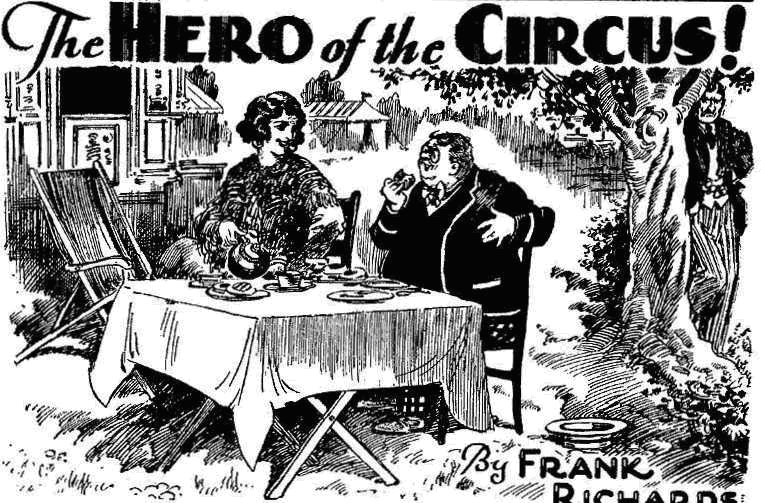 The HERO of the CIRCUS!
By FRANK
RICHARDS